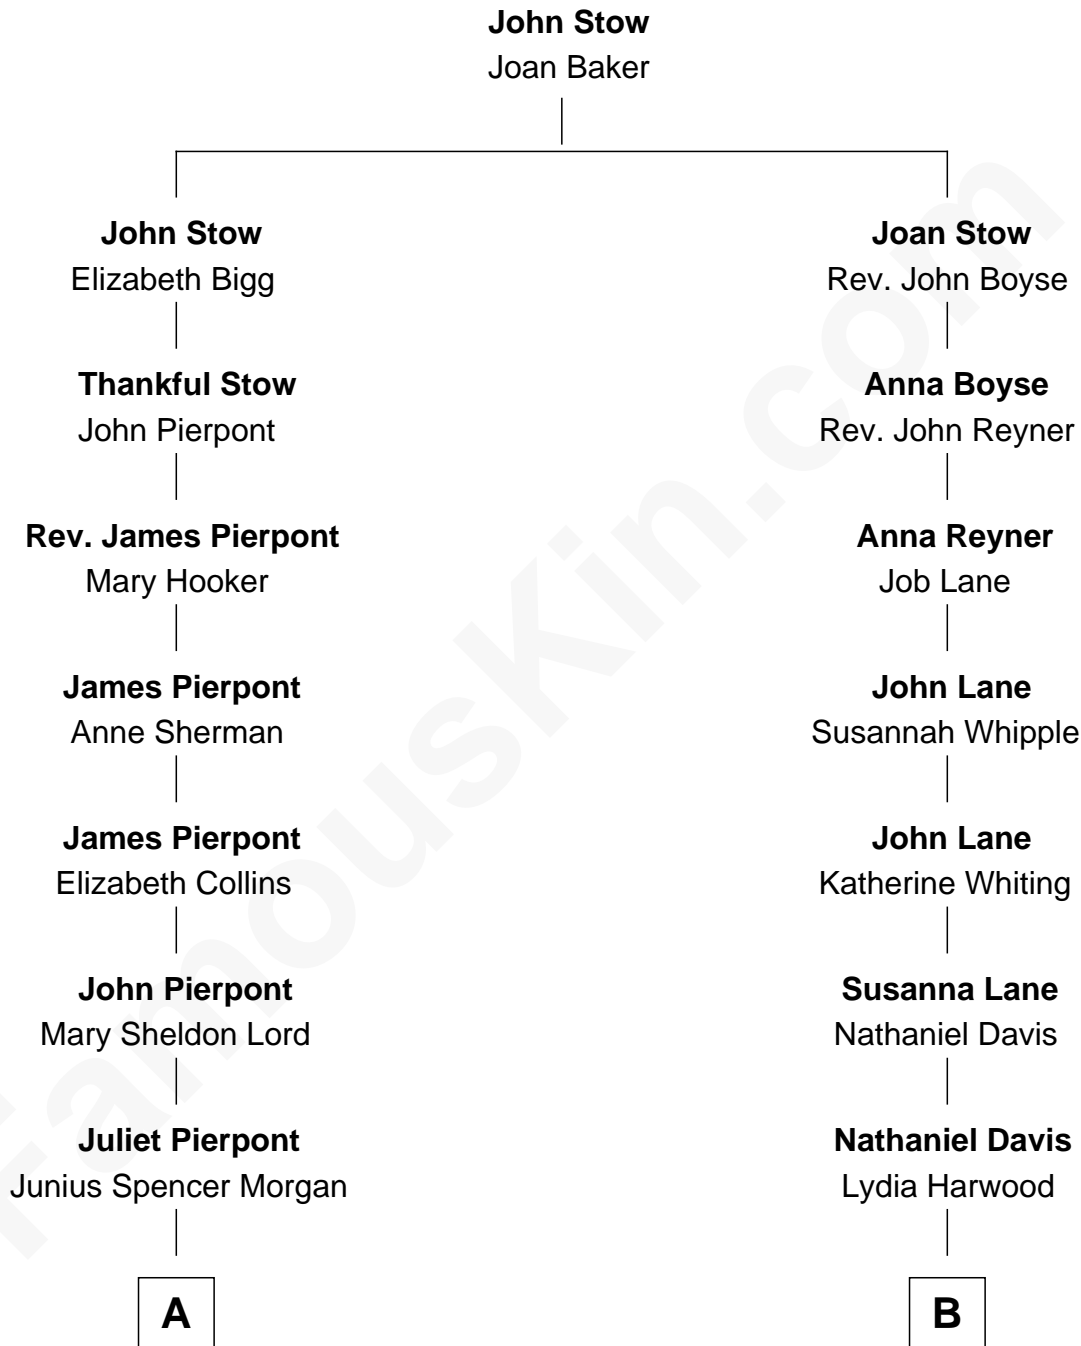 John Stow
Joan Baker
John Stow
Elizabeth Bigg
Joan Stow
Rev. John Boyse
Thankful Stow
John Pierpont
Anna Boyse
Rev. John Reyner
Rev. James Pierpont
Mary Hooker
Anna Reyner
Job Lane
James Pierpont
Anne Sherman
John Lane
Susannah Whipple
James Pierpont
Elizabeth Collins
John Lane
Katherine Whiting
John Pierpont
Mary Sheldon Lord
Susanna Lane
Nathaniel Davis
Juliet Pierpont
Junius Spencer Morgan
Nathaniel Davis
Lydia Harwood
A
B
FamousKin.com